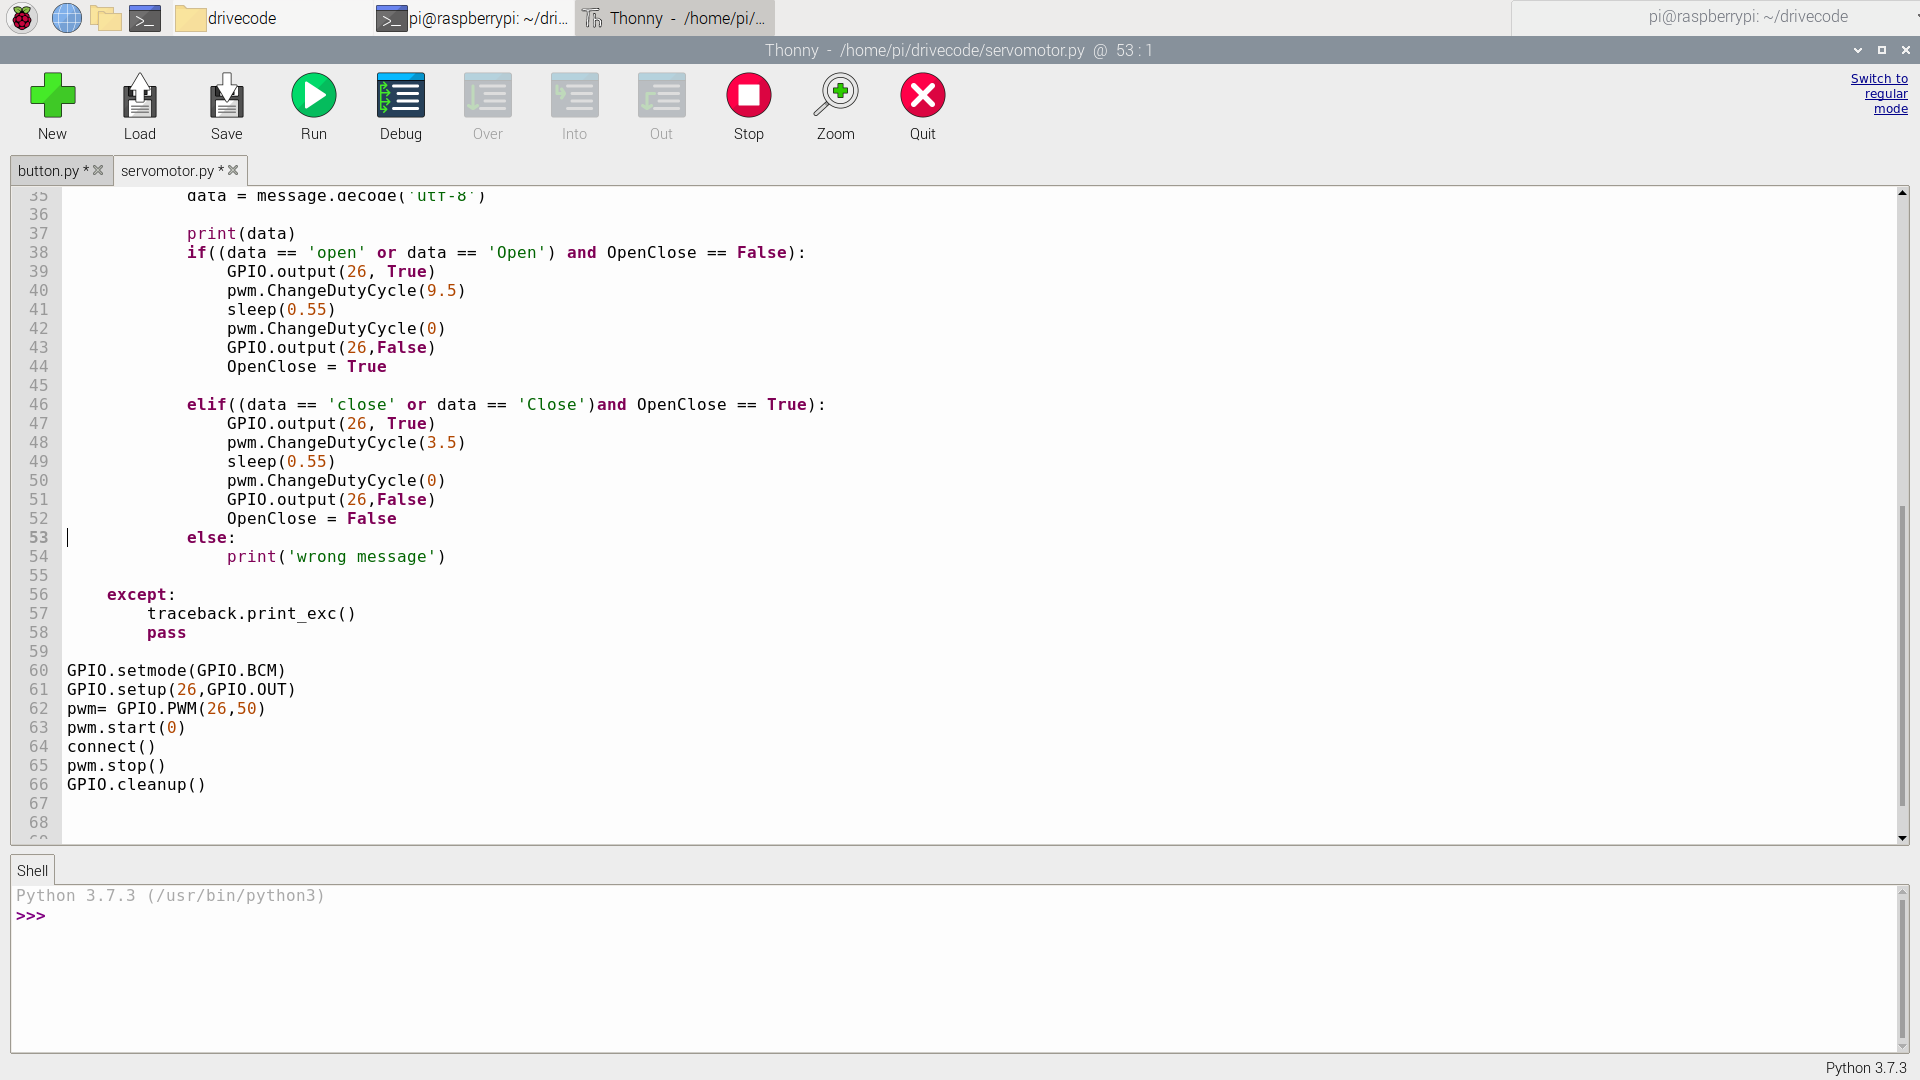 drivecode
pi@raspberrypi: ~/dri...
Thonny - /home/pi/...
pi@raspberrypi: ~/drivecode
Thonny - /home/pi/drivecode/servomotor.py @ 53 : 1
New
Load
Save
Run
Debug
Over
Into
Out
Stop
Zoom
Quit
Switch to
regular
mode
button.py *
servomotor.py *
35             data = message.decode('utf-8')
36
37             print(data)
38             if((data == 'open' or data == 'Open') and OpenClose == False):
39                 GPIO.output(26, True)
40                 pwm.ChangeDutyCycle(9.5)
41                 sleep(0.55)
42                 pwm.ChangeDutyCycle(0)
43                 GPIO.output(26,False)
44                 OpenClose = True
45
46             elif((data == 'close' or data == 'Close')and OpenClose == True):
47                 GPIO.output(26, True)
48                 pwm.ChangeDutyCycle(3.5)
49                 sleep(0.55)
50                 pwm.ChangeDutyCycle(0)
51                 GPIO.output(26,False)
52                 OpenClose = False
53             else:
54                 print('wrong message')
55
56     except:
57         traceback.print_exc()
58         pass
59
60 GPIO.setmode(GPIO.BCM)
61 GPIO.setup(26,GPIO.OUT)
62 pwm= GPIO.PWM(26,50)
63 pwm.start(0)
64 connect()
65 pwm.stop()
66 GPIO.cleanup()
67
68
Shell
Python 3.7.3 (/usr/bin/python3)
>>>
Python 3.7.3